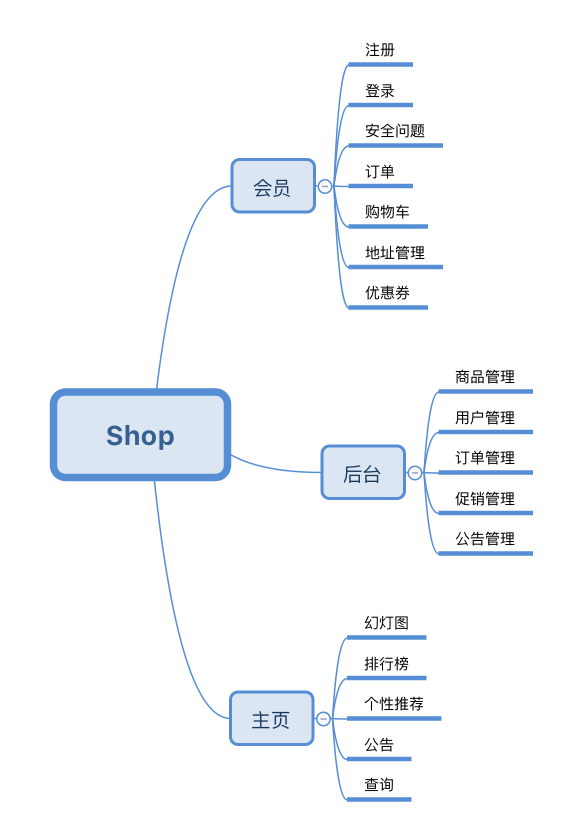 Shop
会员
注册
登录
安全问题
订单
购物车
地址管理
优惠券
后台
商品管理
用户管理
订单管理
促销管理
公告管理
主页
幻灯图
排行榜
个性推荐
公告
查询